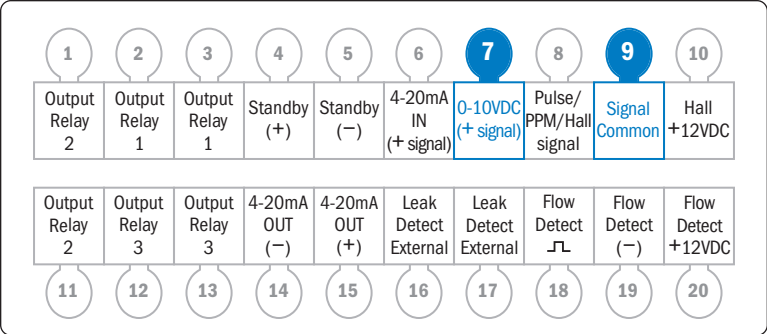 1 2 3 4 5 6 7 8 9 10
Output Relay 2
Output Relay 1
Output Relay 1
Standby (+)
Standby (−)
4-20mA IN (+ signal)
0-10VDC (+ signal)
Pulse/ PPM/Hall signal
Signal Common
Hall +12VDC
Output Relay 2
Output Relay 3
Output Relay 3
4-20mA OUT (−)
4-20mA OUT (+)
Leak Detect External
Leak Detect External
Flow Detect
Flow Detect (−)
Flow Detect +12VDC
11 12 13 14 15 16 17 18 19 20